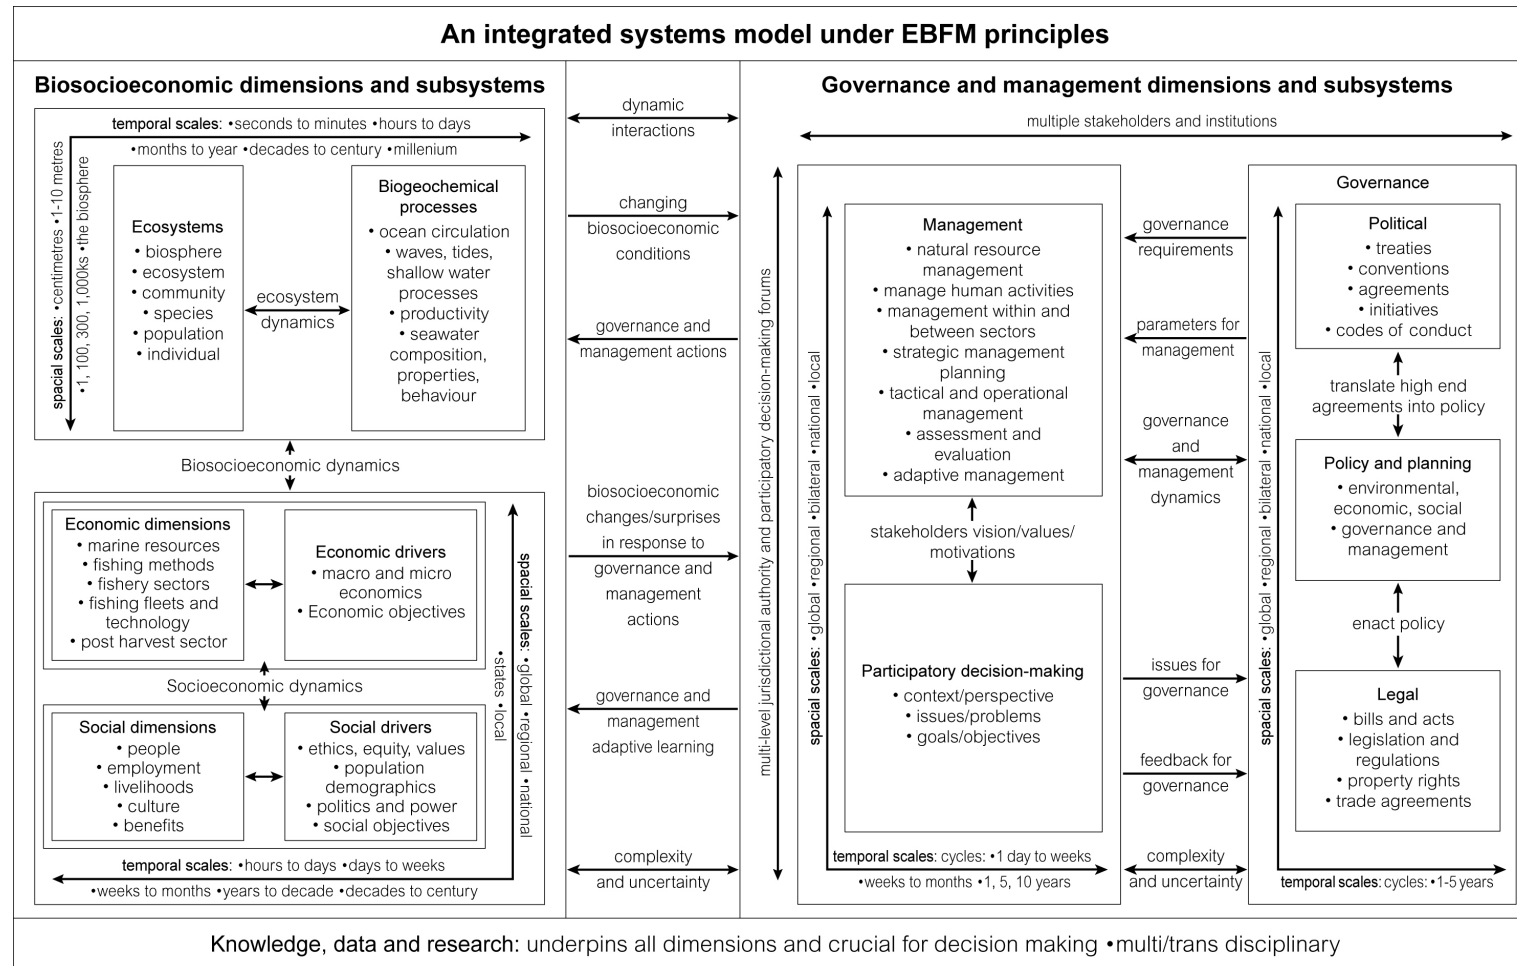 An integrated systems model under EBFM principles
Biosocioeconomic dimensions and subsystems
temporal scales: •seconds to minutes •hours to days
•months to year •decades to century •millenium
spacial scales: •centimetres •1-10 metres
•1, 100, 300, 1,000ks •the biosphere
Ecosystems
• biosphere
• ecosystem
• community
• species
• population
• individual
ecosystem
dynamics
Biogeochemical
processes
• ocean circulation
• waves, tides,
shallow water
processes
• productivity
• seawater
composition,
properties,
behaviour
Biosocioeconomic dynamics
Economic dimensions
• marine resources
• fishing methods
• fishery sectors
• fishing fleets and
technology
• post harvest sector
Economic drivers
• macro and micro
economics
• Economic objectives
Socioeconomic dynamics
Social dimensions
• people
• employment
• livelihoods
• culture
• benefits
Social drivers
• ethics, equity, values
• population
demographics
• politics and power
• social objectives
spacial scales: •global •regional •national
•states •local
temporal scales: •hours to days •days to weeks
•weeks to months •years to decade •decades to century
dynamic
interactions
changing
biosocioeconomic
conditions
governance and
management actions
biosocioeconomic
changes/surprises
in response to
governance and
management
actions
governance and
management
adaptive learning
complexity
and uncertainty
Governance and management dimensions and subsystems
multiple stakeholders and institutions
multi-level jurisdictional authority and participatory decision-making forums
spacial scales: •global •regional •bilateral •national •local
Management
• natural resource
management
• manage human activities
• management within and
between sectors
• strategic management
planning
• tactical and operational
management
• assessment and
evaluation
• adaptive management
stakeholders vision/values/
motivations
Participatory decision-making
• context/perspective
• issues/problems
• goals/objectives
temporal scales: cycles: •1 day to weeks
•weeks to months •1, 5, 10 years
governance
requirements
parameters for
management
governance
and
management
dynamics
issues for
governance
feedback for
governance
complexity
and uncertainty
Governance
spacial scales: •global •regional •bilateral •national •local
Political
• treaties
• conventions
• agreements
• initiatives
• codes of conduct
translate high end
agreements into policy
Policy and planning
• environmental,
economic, social
• governance and
management
enact policy
Legal
• bills and acts
• legislation and
regulations
• property rights
• trade agreements
temporal scales: cycles: •1-5 years
Knowledge, data and research: underpins all dimensions and crucial for decision making •multi/trans disciplinary